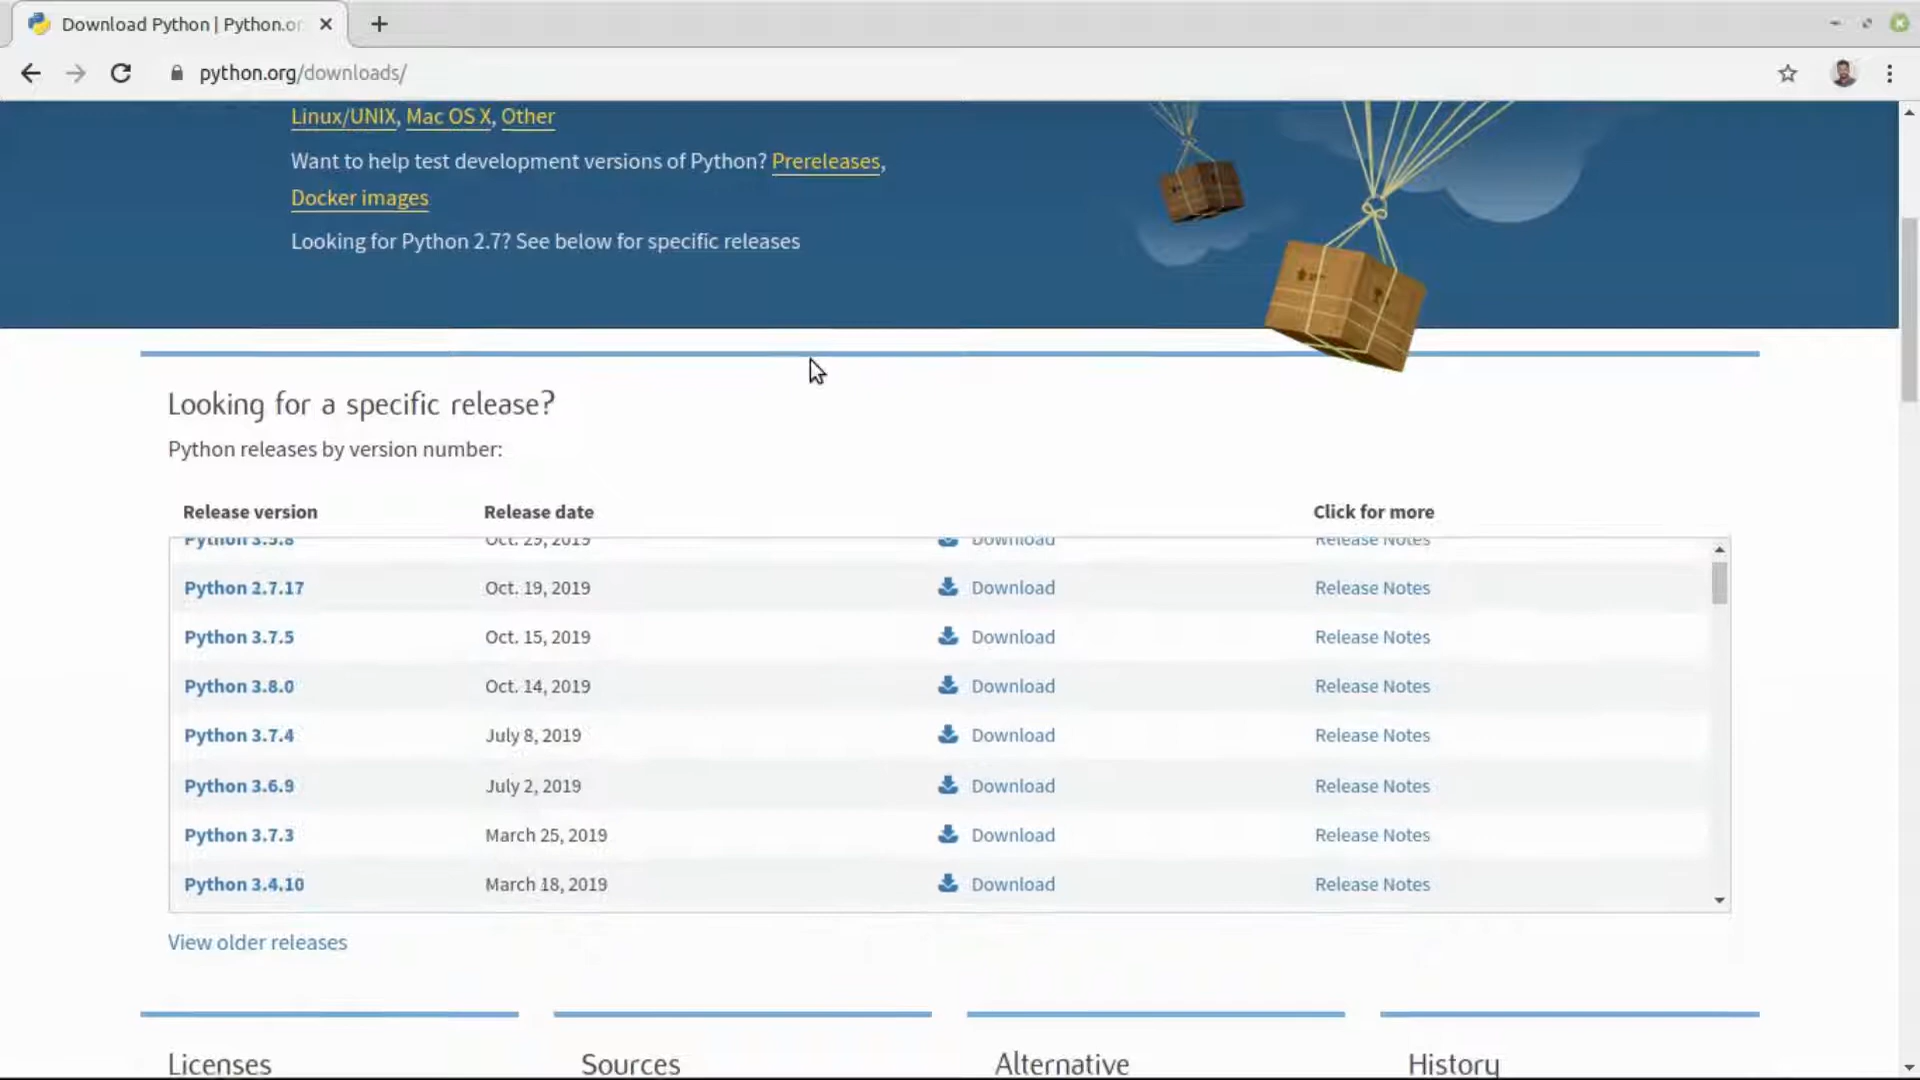 Download Python | Python.or
python.org/downloads/
Linux/UNIX, Mac OS X, Other
Want to help test development versions of Python? Prereleases,
Docker images
Looking for Python 2.7? See below for specific releases
Looking for a specific release?
Python releases by version number:
Release version Release date Click for more
Python 3.5.8 Oct. 29, 2019 Download Release Notes
Python 2.7.17 Oct. 19, 2019 Download Release Notes
Python 3.7.5 Oct. 15, 2019 Download Release Notes
Python 3.8.0 Oct. 14, 2019 Download Release Notes
Python 3.7.4 July 8, 2019 Download Release Notes
Python 3.6.9 July 2, 2019 Download Release Notes
Python 3.7.3 March 25, 2019 Download Release Notes
Python 3.4.10 March 18, 2019 Download Release Notes
View older releases
Licenses Sources Alternative History